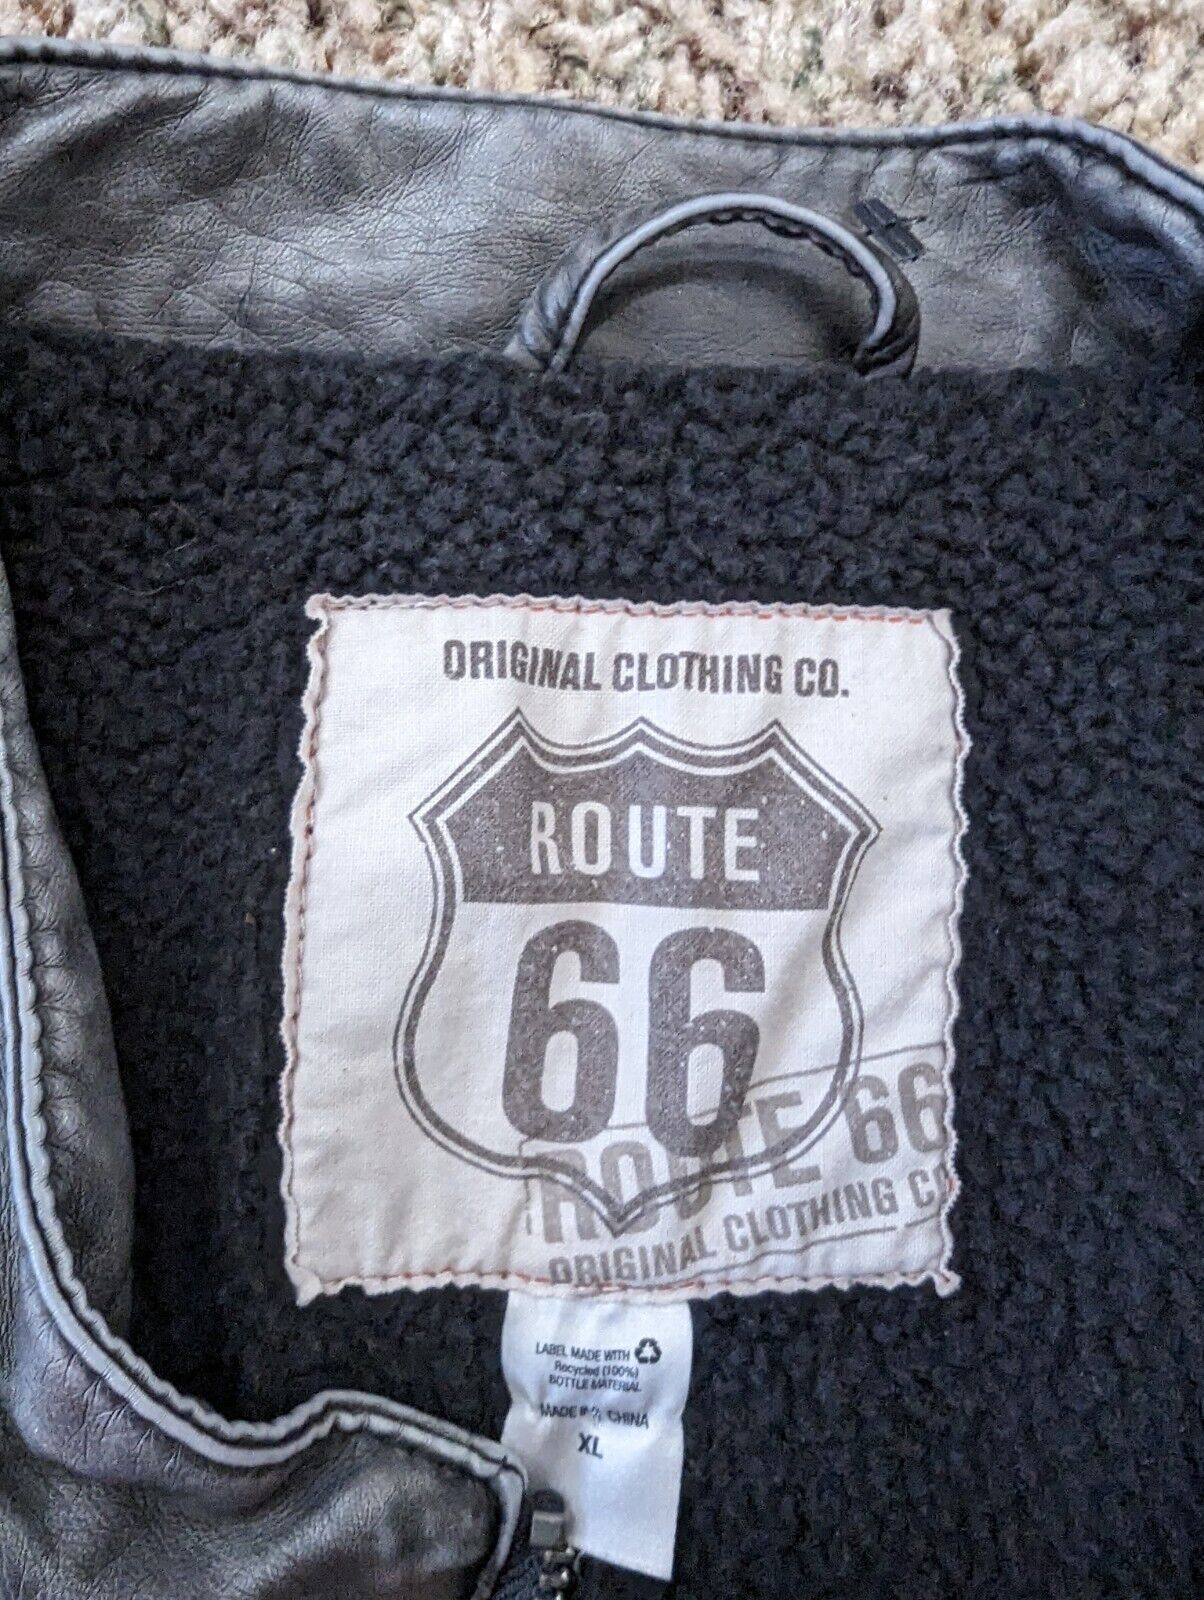 ORIGINAL CLOTHING CO.
ROUTE
66
ROUTE 66
ORIGINAL CLOTHING CO
LABEL MADE WITH
Recycled (100%)
BOTTLE MATERIAL
MADE IN CHINA
XL